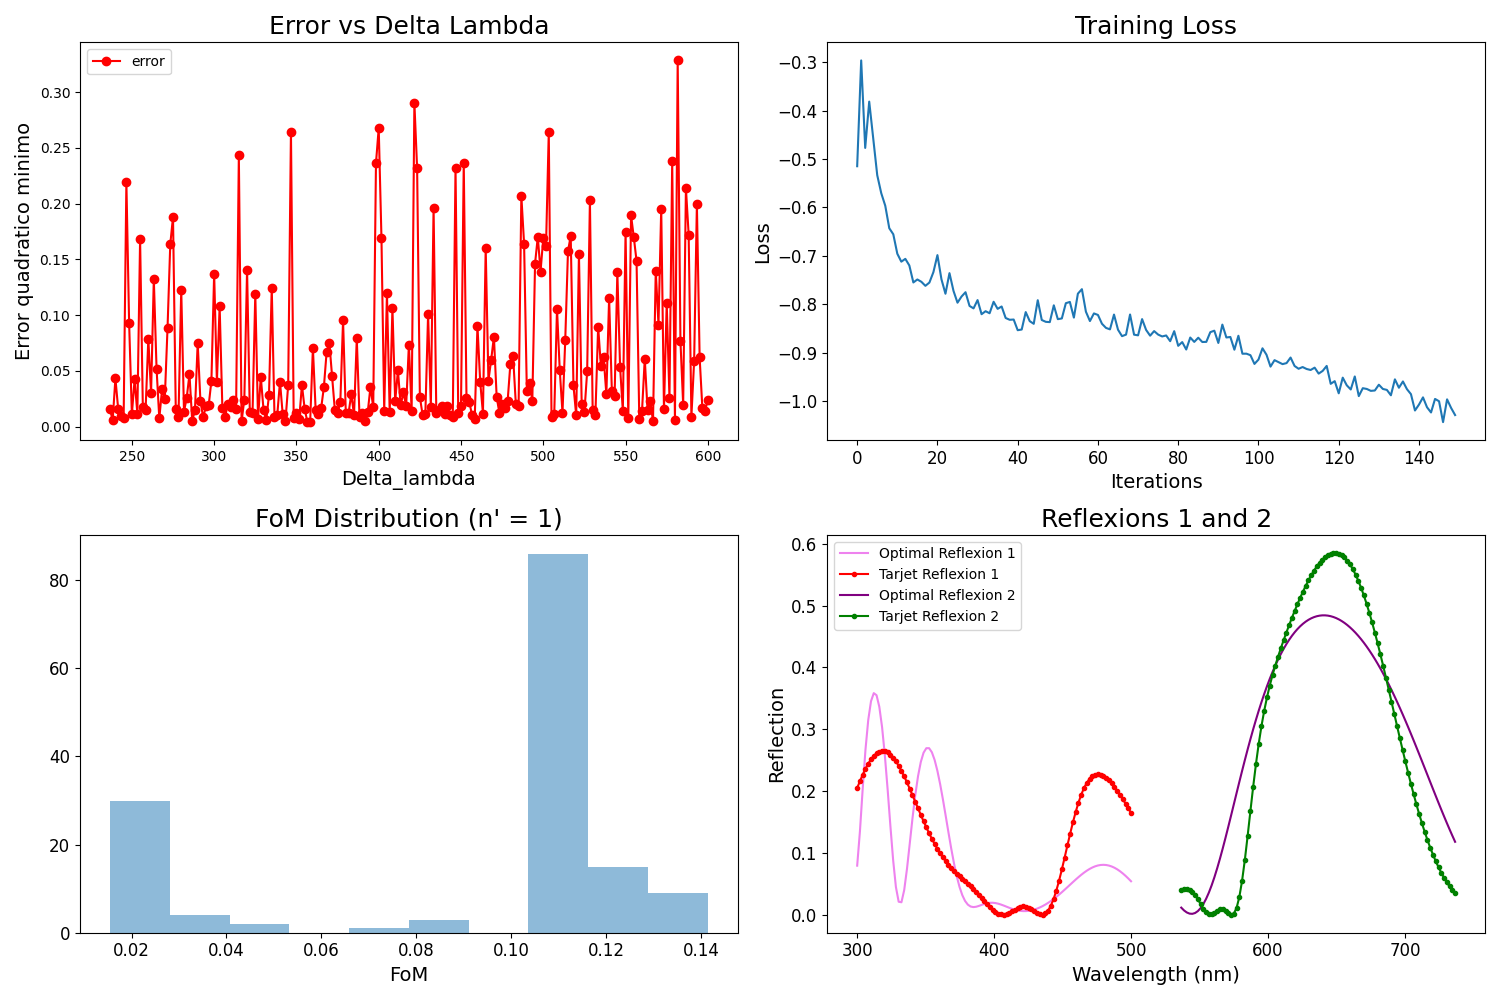 Error vs Delta Lambda
error
Error quadratico minimo
0.30
0.25
0.20
0.15
0.10
0.05
0.00
250 300 350 400 450 500 550 600
Delta_lambda
Training Loss
Loss
−0.3
−0.4
−0.5
−0.6
−0.7
−0.8
−0.9
−1.0
0 20 40 60 80 100 120 140
Iterations
FoM Distribution (n' = 1)
80
60
40
20
0
0.02 0.04 0.06 0.08 0.10 0.12 0.14
FoM
Reflexions 1 and 2
Optimal Reflexion 1
Tarjet Reflexion 1
Optimal Reflexion 2
Tarjet Reflexion 2
Reflection
0.6
0.5
0.4
0.3
0.2
0.1
0.0
300 400 500 600 700
Wavelength (nm)